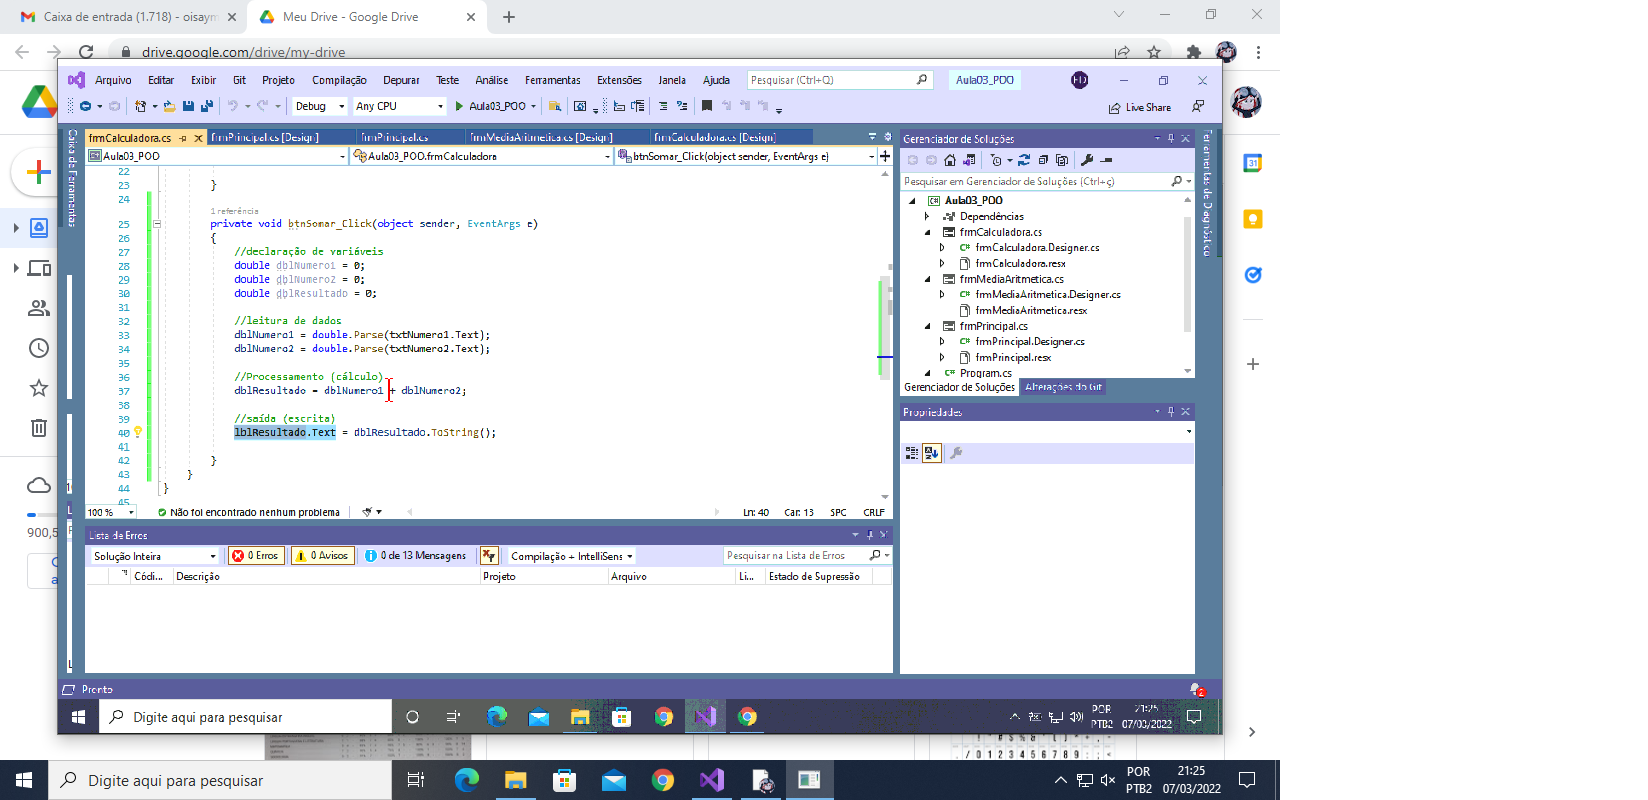 Caixa de entrada (1.718) - oisaym
Meu Drive - Google Drive
drive.google.com/drive/my-drive
Arquivo Editar Exibir Git Projeto Compilação Depurar Teste Análise Ferramentas Extensões Janela Ajuda Pesquisar (Ctrl+Q) Aula03_POO
Debug Any CPU Aula03_POO Live Share
Caixa de Ferramentas
frmCalculadora.cs frmPrincipal.cs [Design] frmPrincipal.cs frmMediaAritmetica.cs [Design] frmCalculadora.cs [Design]
Aula03_POO Aula03_POO.frmCalculadora btnSomar_Click(object sender, EventArgs e)
22
23 }
24
1 referência
25 private void btnSomar_Click(object sender, EventArgs e)
26 {
27 //declaração de variáveis
28 double dblNumero1 = 0;
29 double dblNumero2 = 0;
30 double dblResultado = 0;
31
32 //leitura de dados
33 dblNumero1 = double.Parse(txtNumero1.Text);
34 dblNumero2 = double.Parse(txtNumero2.Text);
35
36 //Processamento (cálculo)
37 dblResultado = dblNumero1 + dblNumero2;
38
39 //saída (escrita)
40 lblResultado.Text = dblResultado.ToString();
41
42 }
43 }
44 }
45
100 % Não foi encontrado nenhum problema Ln: 40 Car: 13 SPC CRLF
Gerenciador de Soluções
Pesquisar em Gerenciador de Soluções (Ctrl+ç)
Aula03_POO
Dependências
frmCalculadora.cs
frmCalculadora.Designer.cs
frmCalculadora.resx
frmMediaAritmetica.cs
frmMediaAritmetica.Designer.cs
frmMediaAritmetica.resx
frmPrincipal.cs
frmPrincipal.Designer.cs
frmPrincipal.resx
Program.cs
Gerenciador de Soluções Alterações do Git
Propriedades
Ferramentas de Diagnóstico
Lista de Erros
Solução Inteira 0 Erros 0 Avisos 0 de 13 Mensagens Compilação + IntelliSens Pesquisar na Lista de Erros
Códi... Descrição Projeto Arquivo Li... Estado de Supressão
Pronto
2
Digite aqui para pesquisar
POR
PTB2
21:25
07/03/2022
900,5
31
Digite aqui para pesquisar
POR
PTB2
21:25
07/03/2022